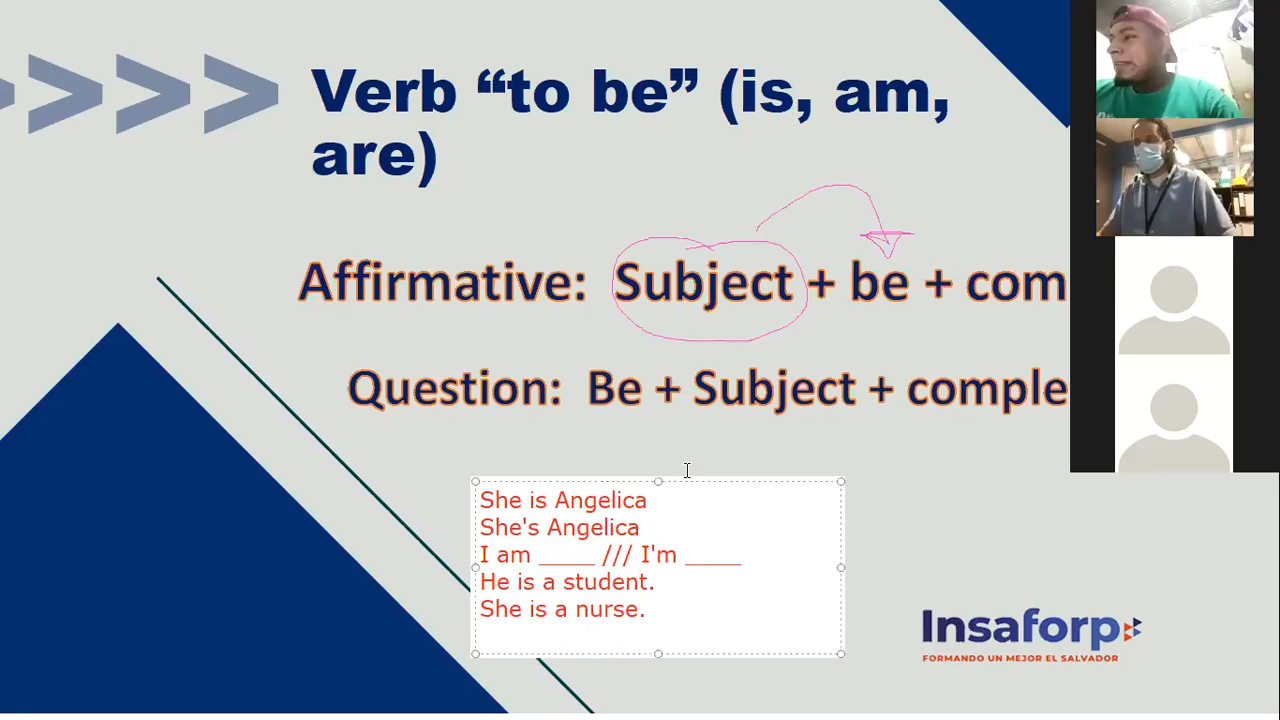 Verb “to be” (is, am,
are)
Affirmative: Subject + be + com
Question: Be + Subject + comple
She is Angelica
She's Angelica
I am _____ /// I'm _____
He is a student.
She is a nurse.
Insaforp
FORMANDO UN MEJOR EL SALVADOR